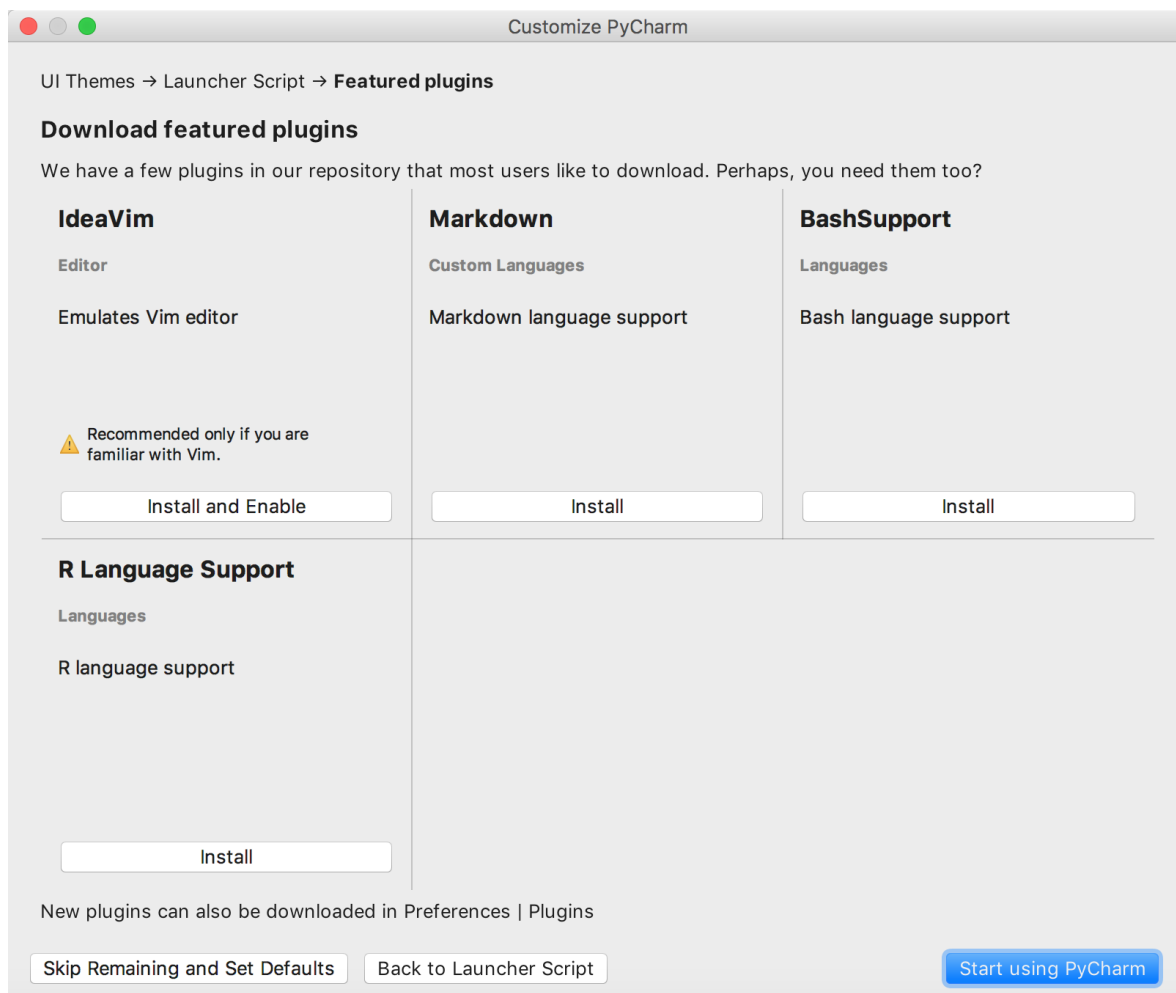 Customize PyCharm
UI Themes → Launcher Script → Featured plugins
Download featured plugins
We have a few plugins in our repository that most users like to download. Perhaps, you need them too?
IdeaVim
Editor
Emulates Vim editor
Recommended only if you are
familiar with Vim.
Install and Enable
Markdown
Custom Languages
Markdown language support
Install
BashSupport
Languages
Bash language support
Install
R Language Support
Languages
R language support
Install
New plugins can also be downloaded in Preferences | Plugins
Skip Remaining and Set Defaults
Back to Launcher Script
Start using PyCharm